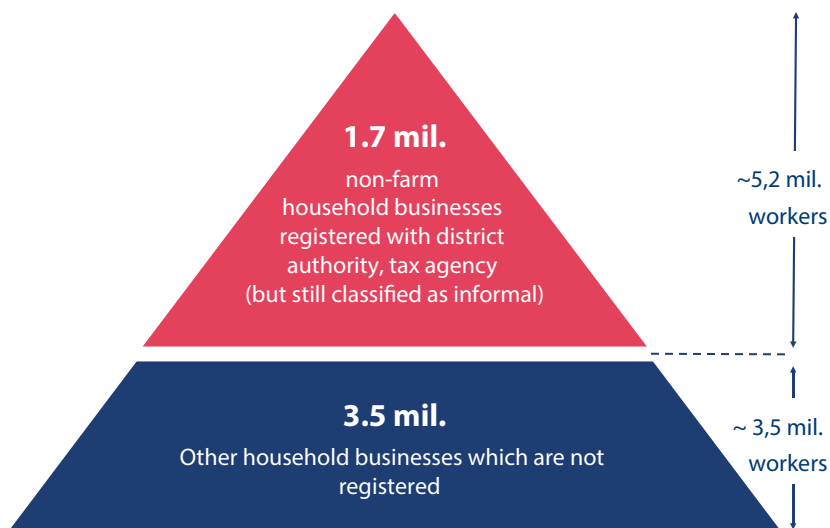 1.7 mil.
non-farm
household businesses
registered with district
authority, tax agency
(but still classified as informal)
~5,2 mil.
workers
3.5 mil.
Other household businesses which are not
registered
~ 3,5 mil.
workers